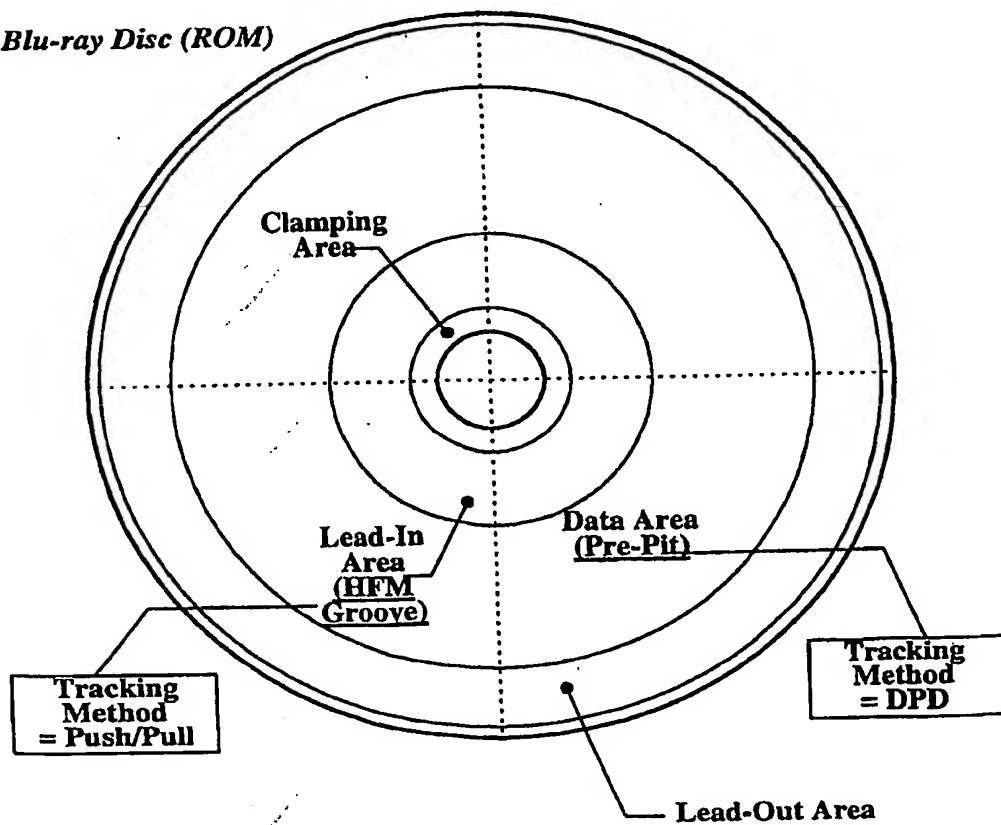 Blu-ray Disc (ROM)
Clamping
Area
Lead-In
Area
(HFM
Groove)
Data Area
(Pre-Pit)
Tracking
Method
= Push/Pull
Tracking
Method
= DPD
Lead-Out Area